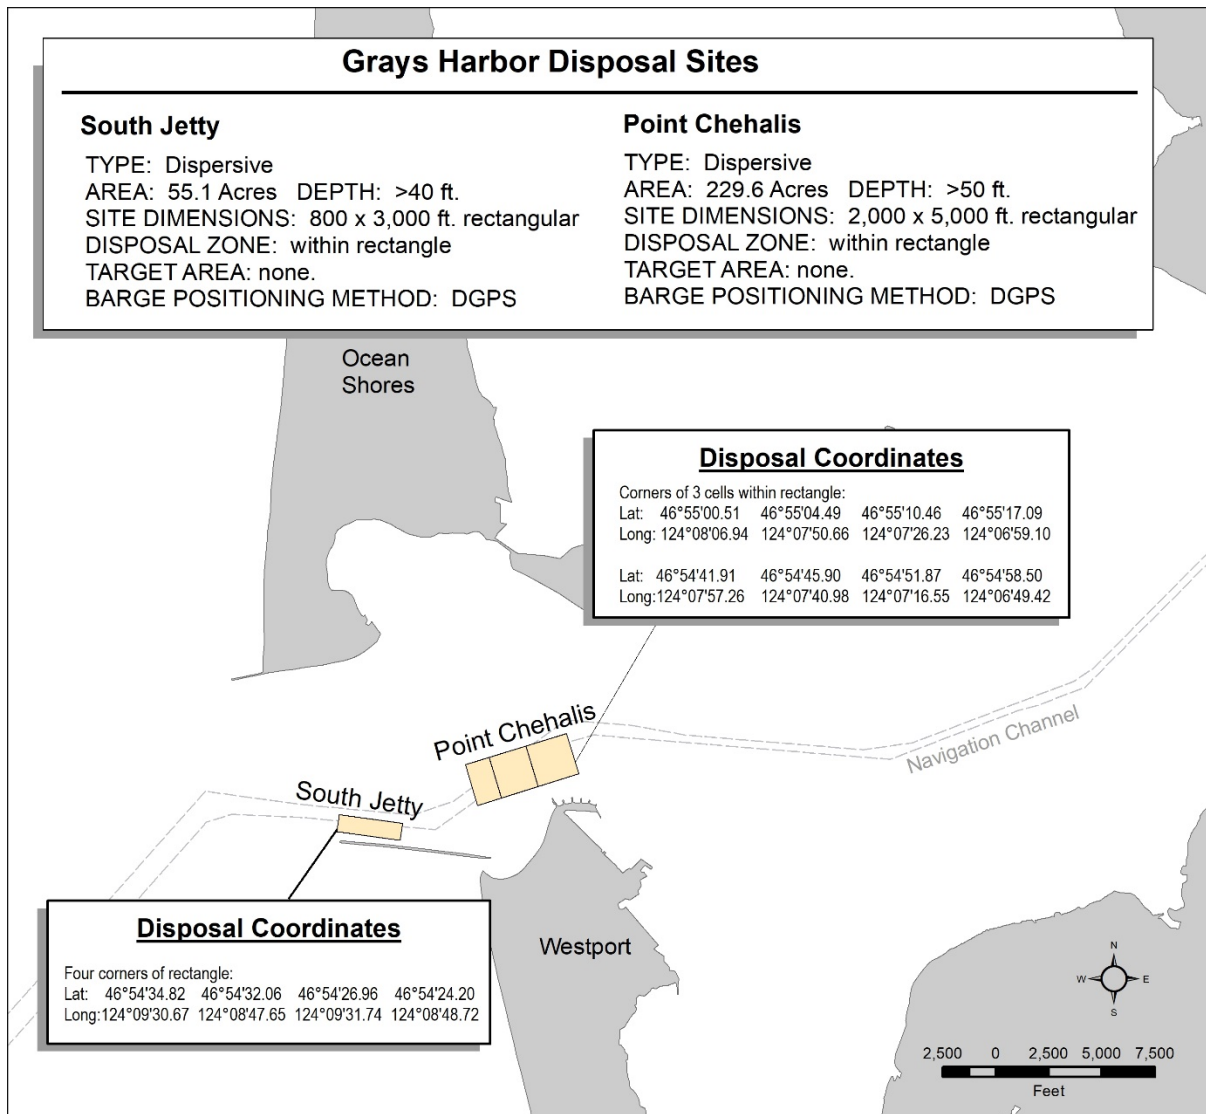 Grays Harbor Disposal Sites
South Jetty
TYPE: Dispersive
AREA: 55.1 Acres DEPTH: >40 ft.
SITE DIMENSIONS: 800 x 3,000 ft. rectangular
DISPOSAL ZONE: within rectangle
TARGET AREA: none.
BARGE POSITIONING METHOD: DGPS
Point Chehalis
TYPE: Dispersive
AREA: 229.6 Acres DEPTH: >50 ft.
SITE DIMENSIONS: 2,000 x 5,000 ft. rectangular
DISPOSAL ZONE: within rectangle
TARGET AREA: none.
BARGE POSITIONING METHOD: DGPS
Ocean
Shores
Disposal Coordinates
Corners of 3 cells within rectangle:
Lat: 46°55'00.51 46°55'04.49 46°55'10.46 46°55'17.09
Long: 124°08'06.94 124°07'50.66 124°07'26.23 124°06'59.10
Lat: 46°54'41.91 46°54'45.90 46°54'51.87 46°54'58.50
Long:124°07'57.26 124°07'40.98 124°07'16.55 124°06'49.42
Point Chehalis
Navigation Channel
South Jetty
Disposal Coordinates
Four corners of rectangle:
Lat: 46°54'34.82 46°54'32.06 46°54'26.96 46°54'24.20
Long:124°09'30.67 124°08'47.65 124°09'31.74 124°08'48.72
Westport
N
W E
S
2,500 0 2,500 5,000 7,500
Feet